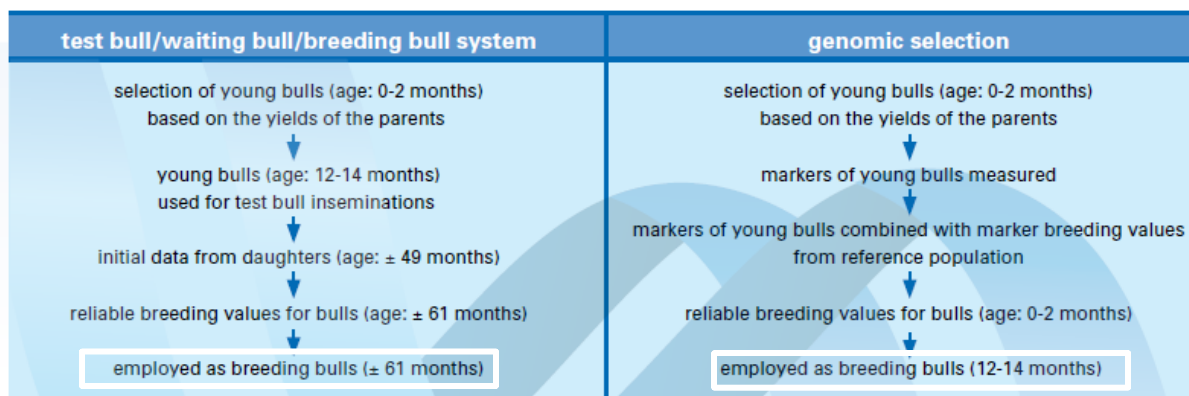 test bull/waiting bull/breeding bull system
selection of young bulls (age: 0-2 months)
based on the yields of the parents
young bulls (age: 12-14 months)
used for test bull inseminations
initial data from daughters (age: ± 49 months)
reliable breeding values for bulls (age: ± 61 months)
employed as breeding bulls (± 61 months)
genomic selection
selection of young bulls (age: 0-2 months)
based on the yields of the parents
markers of young bulls measured
markers of young bulls combined with marker breeding values
from reference population
reliable breeding values for bulls (age: 0-2 months)
employed as breeding bulls (12-14 months)